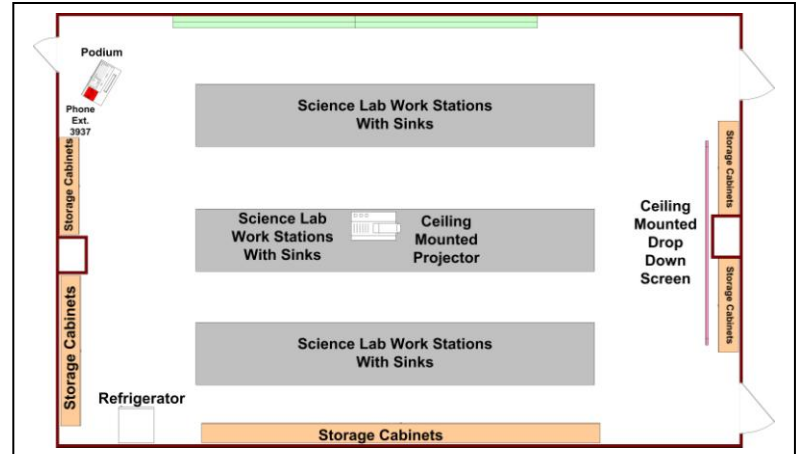 Podium
Phone
Ext.
3937
Storage Cabinets
Storage Cabinets
Refrigerator
Science Lab Work Stations
With Sinks
Science Lab
Work Stations
With Sinks
Ceiling
Mounted
Projector
Science Lab Work Stations
With Sinks
Storage Cabinets
Ceiling
Mounted
Drop
Down
Screen
Storage Cabinets
Storage Cabinets